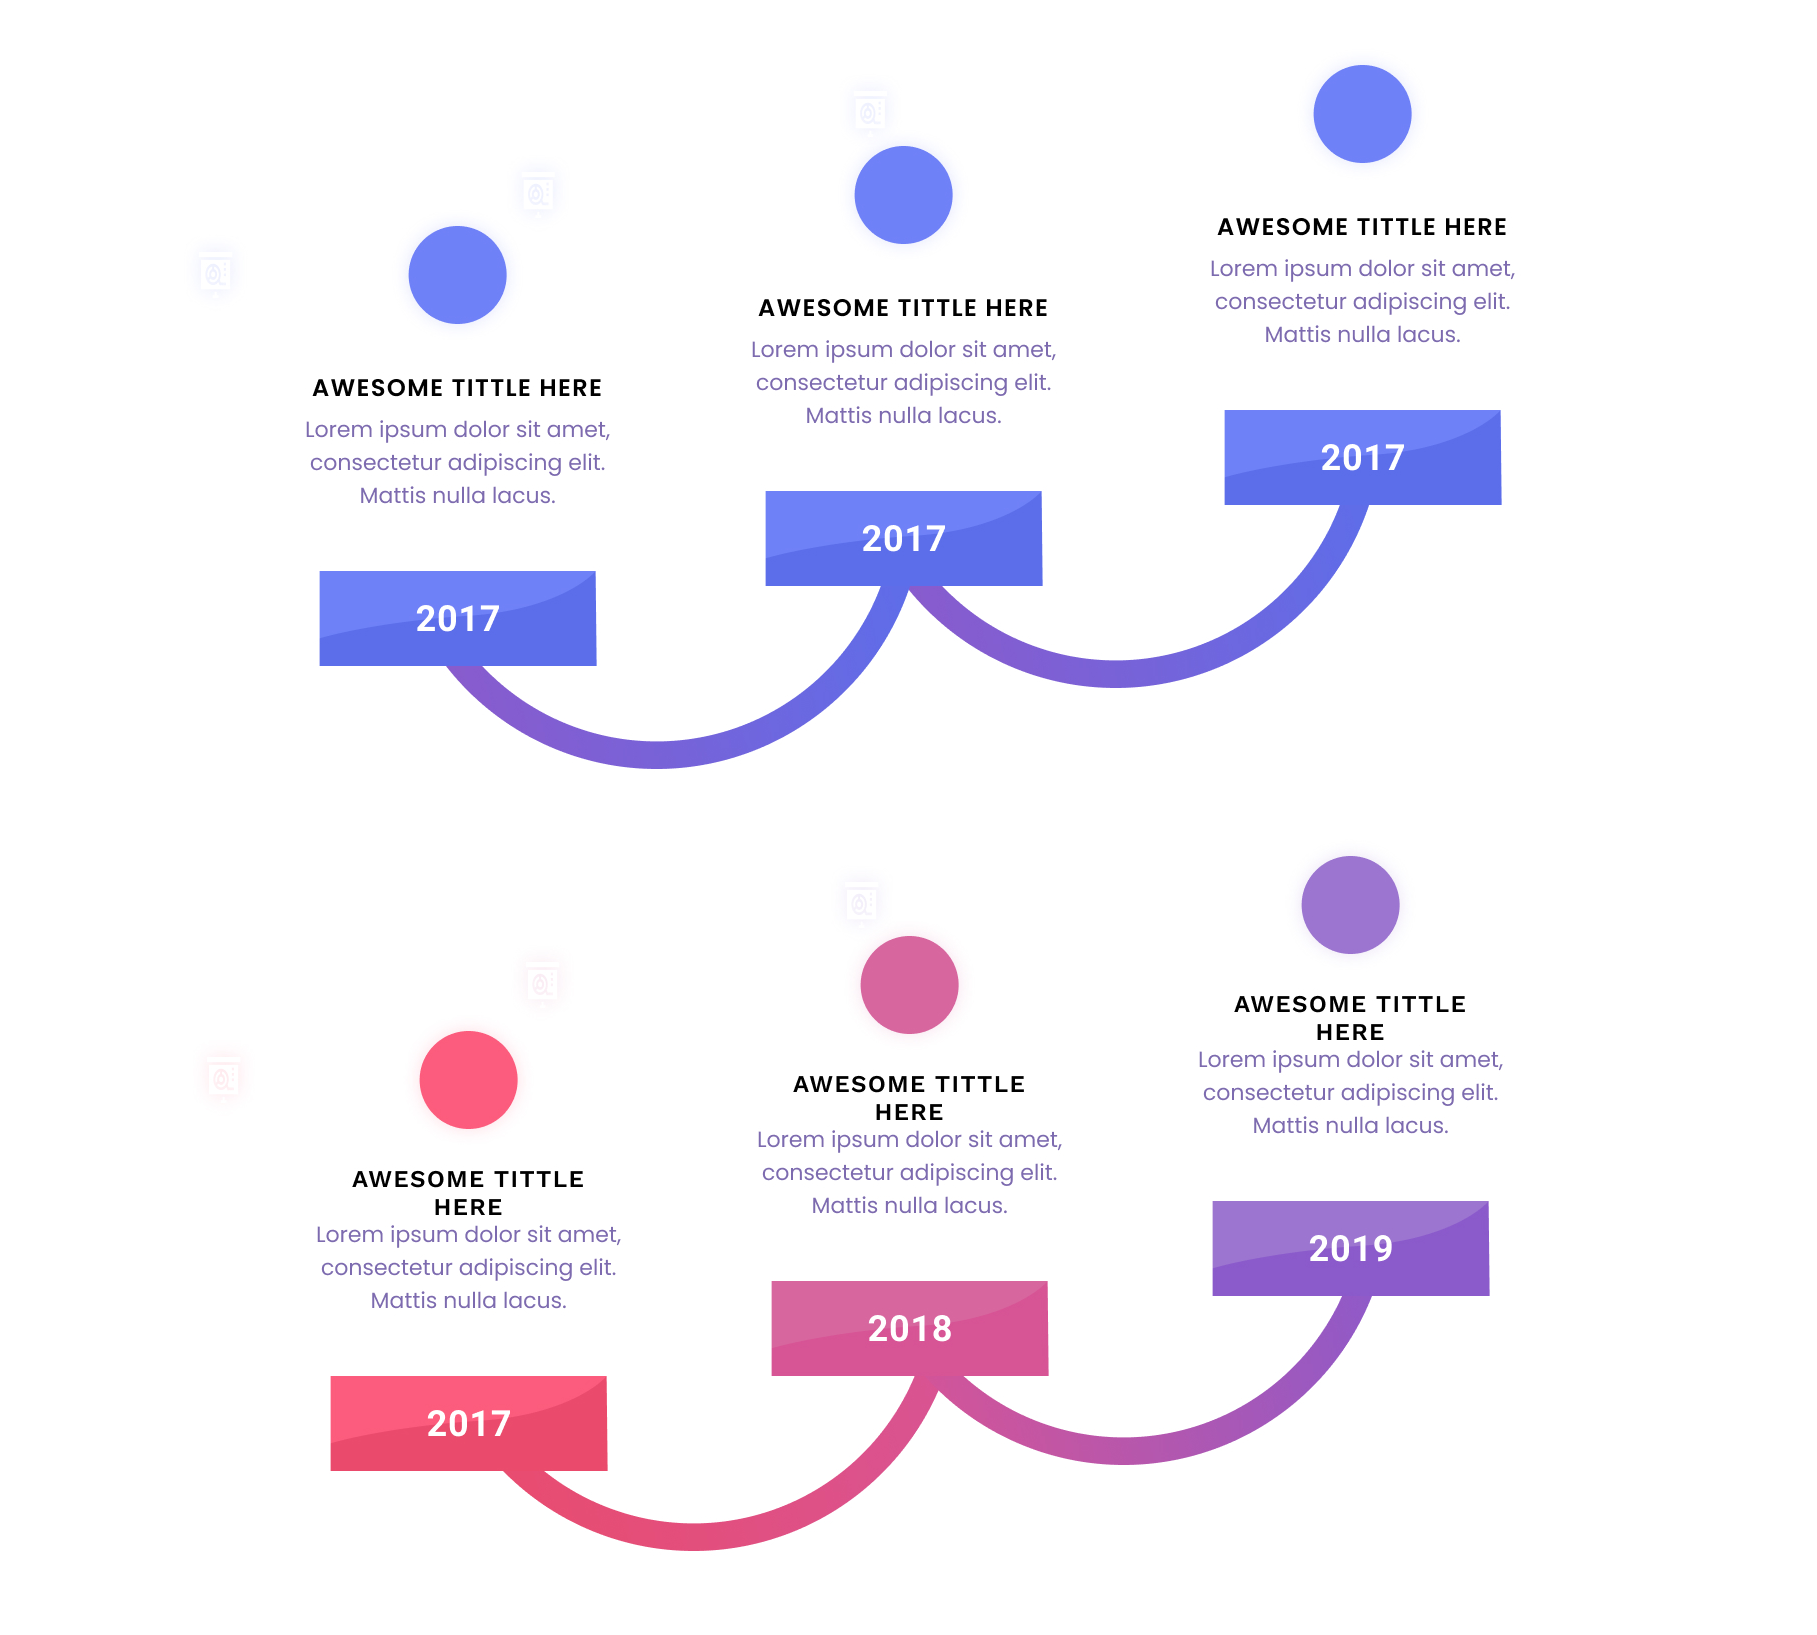 AWESOME TITTLE HERE
Lorem ipsum dolor sit amet,
consectetur adipiscing elit.
Mattis nulla lacus.
2017
AWESOME TITTLE HERE
Lorem ipsum dolor sit amet,
consectetur adipiscing elit.
Mattis nulla lacus.
2017
AWESOME TITTLE HERE
Lorem ipsum dolor sit amet,
consectetur adipiscing elit.
Mattis nulla lacus.
2017
AWESOME TITTLE
HERE
Lorem ipsum dolor sit amet,
consectetur adipiscing elit.
Mattis nulla lacus.
2017
AWESOME TITTLE
HERE
Lorem ipsum dolor sit amet,
consectetur adipiscing elit.
Mattis nulla lacus.
2018
AWESOME TITTLE
HERE
Lorem ipsum dolor sit amet,
consectetur adipiscing elit.
Mattis nulla lacus.
2019